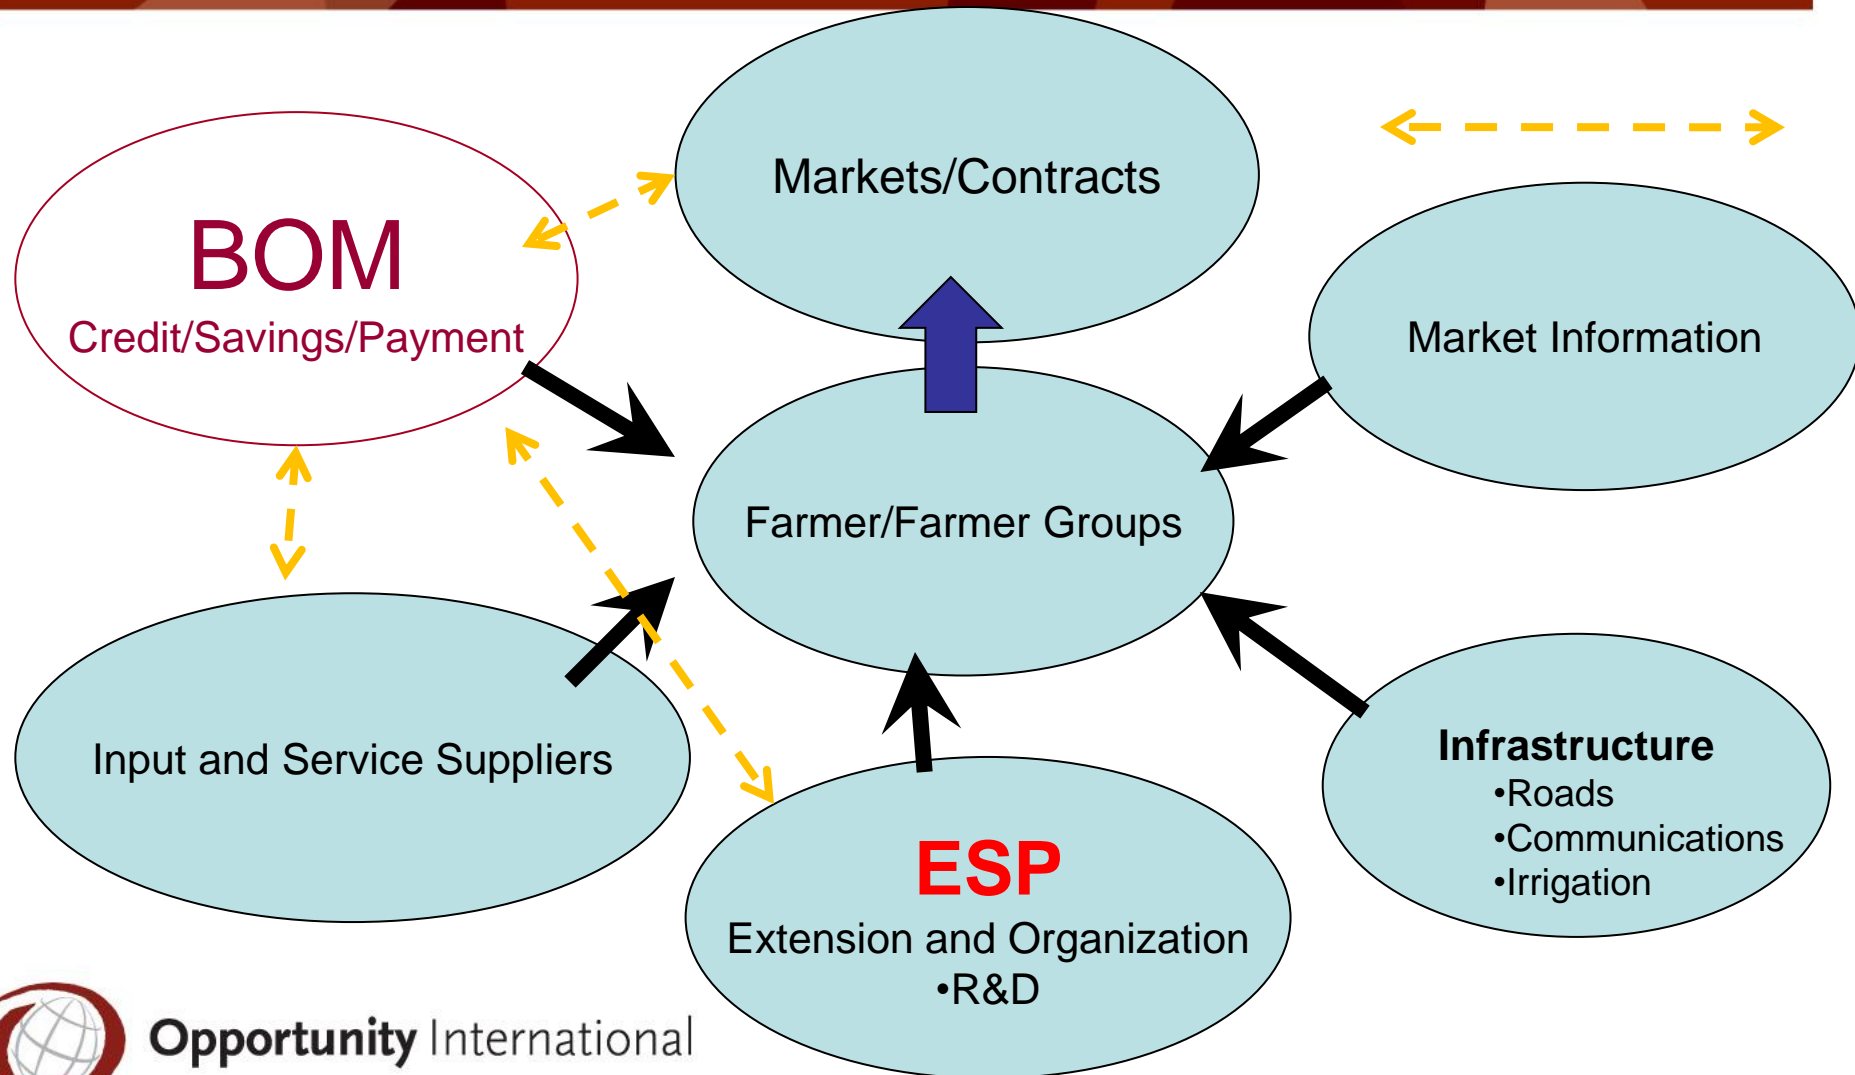 Markets/Contracts
BOM
Credit/Savings/Payment
Market Information
Farmer/Farmer Groups
Input and Service Suppliers
Infrastructure
•Roads
•Communications
•Irrigation
ESP
Extension and Organization
•R&D
Opportunity International